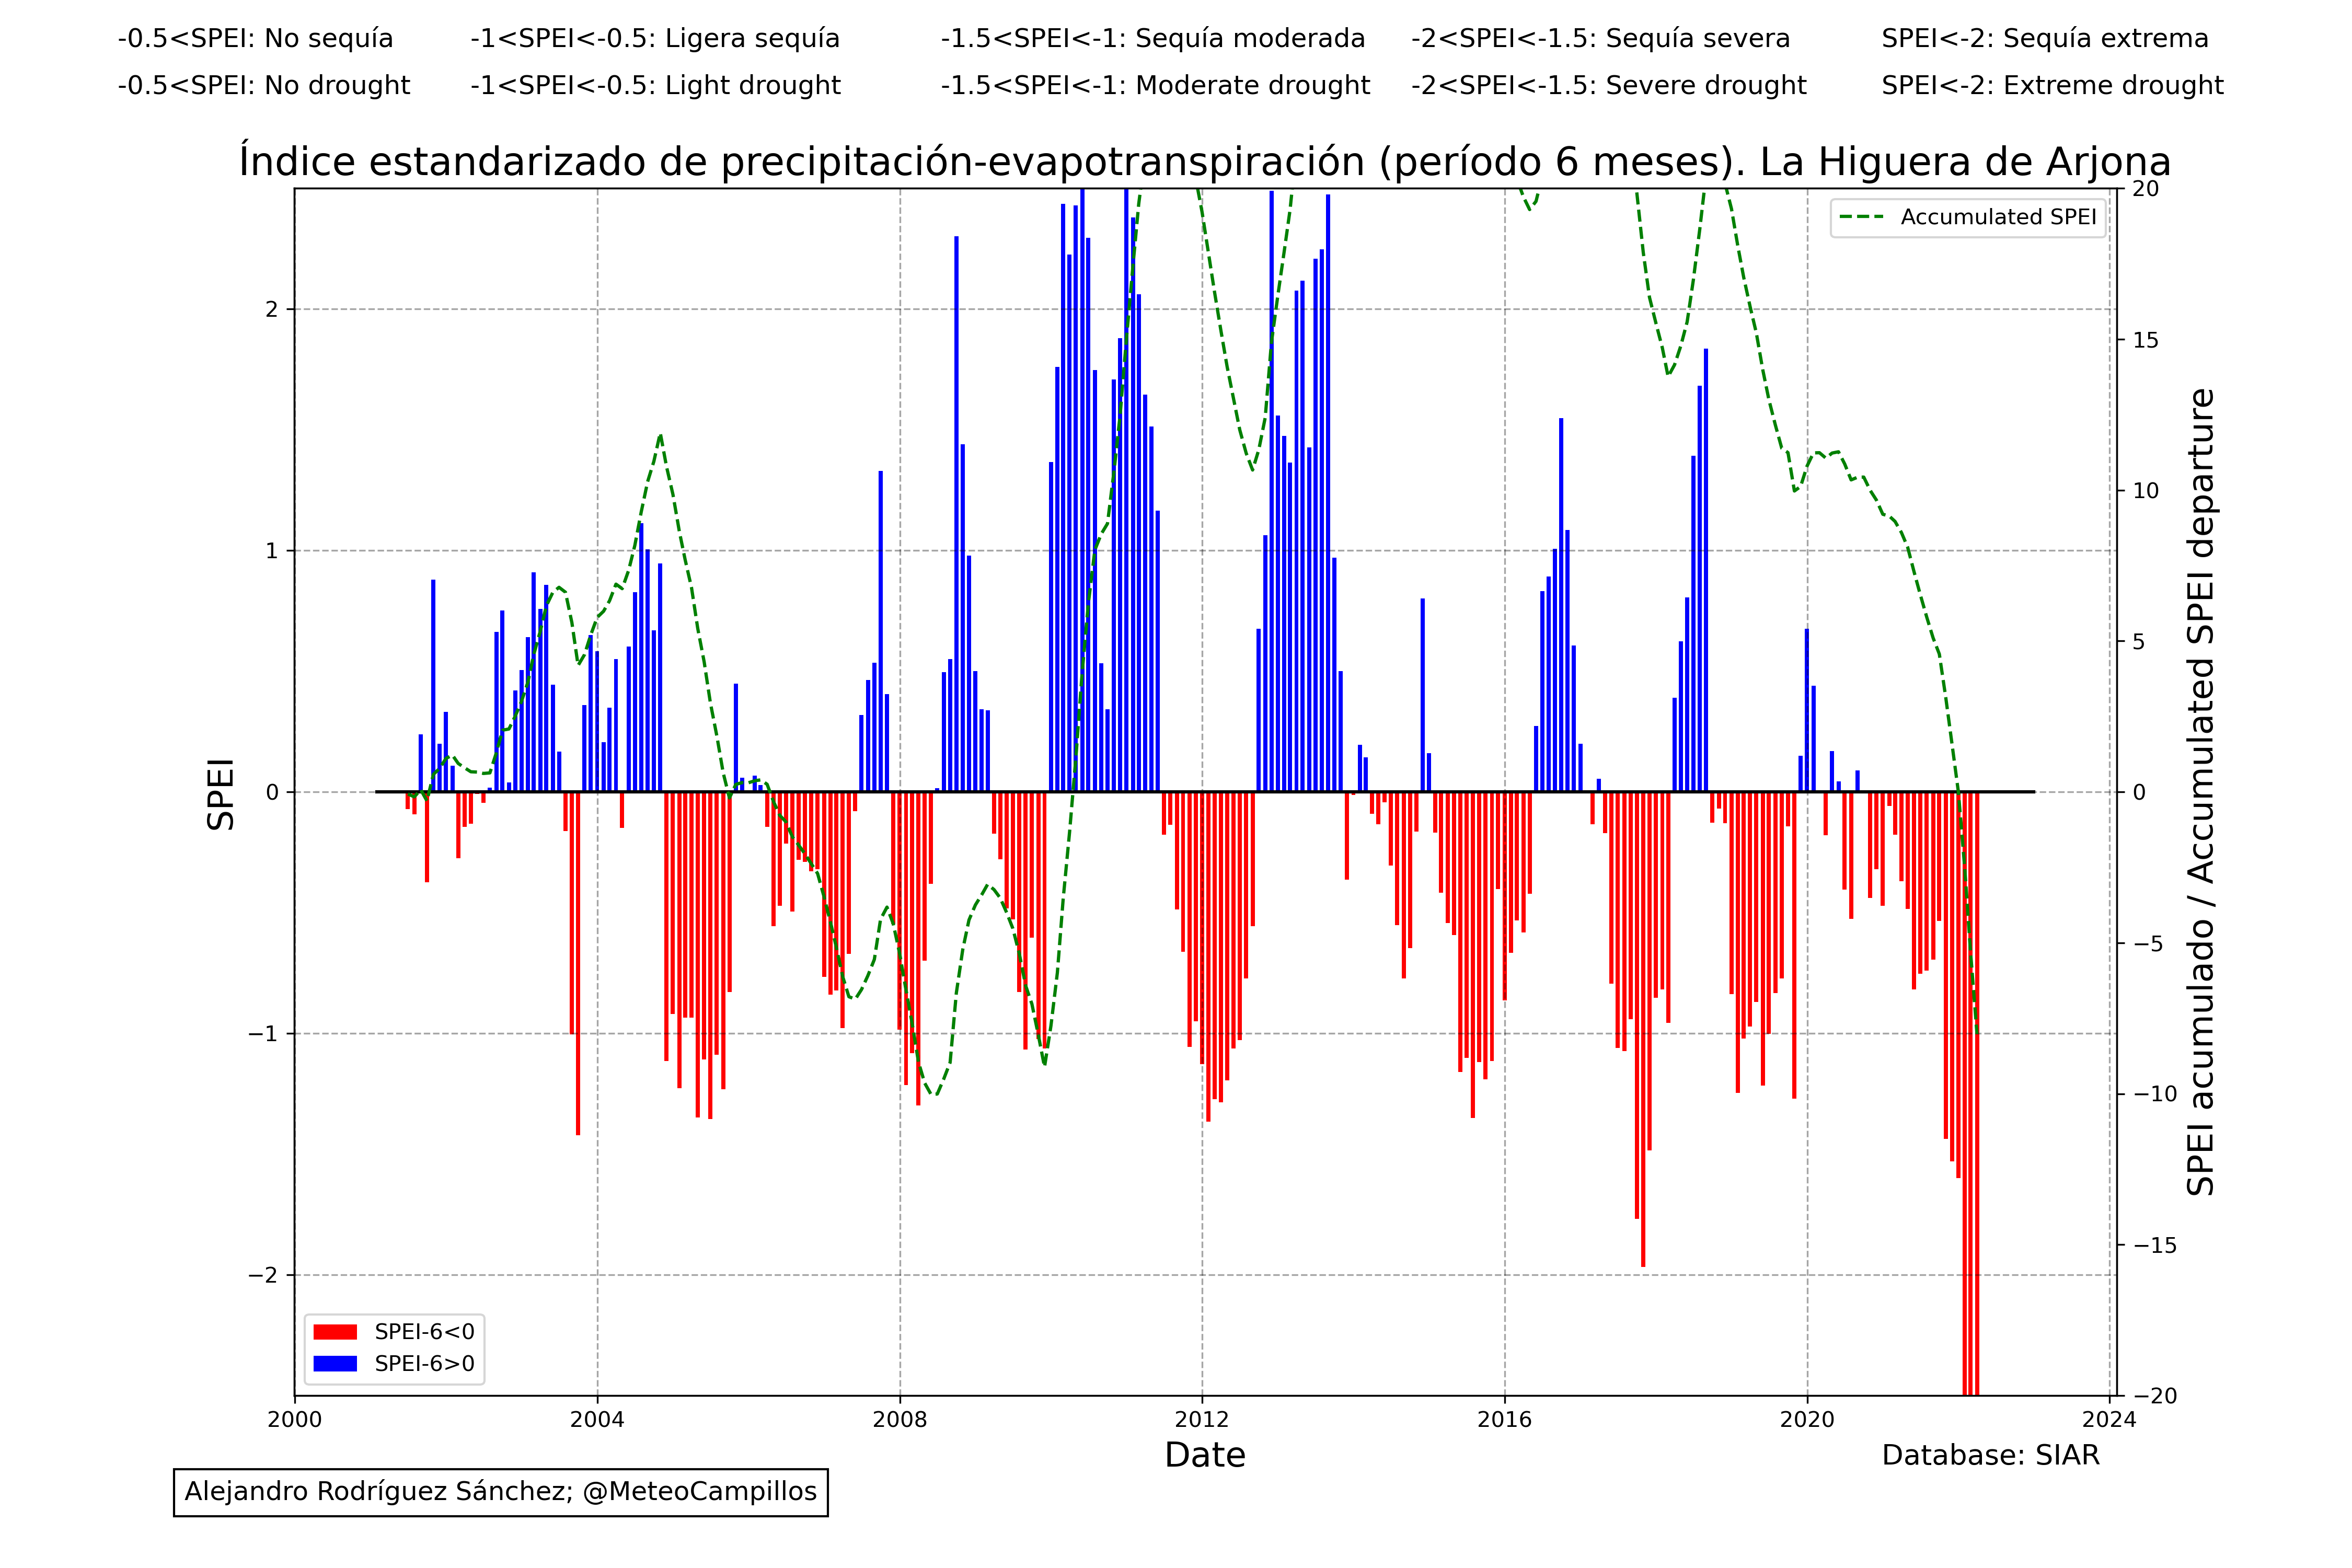 -0.5<SPEI: No sequía -1<SPEI<-0.5: Ligera sequía -1.5<SPEI<-1: Sequía moderada -2<SPEI<-1.5: Sequía severa SPEI<-2: Sequía extrema
-0.5<SPEI: No drought -1<SPEI<-0.5: Light drought -1.5<SPEI<-1: Moderate drought -2<SPEI<-1.5: Severe drought SPEI<-2: Extreme drought
Índice estandarizado de precipitación-evapotranspiración (período 6 meses). La Higuera de Arjona
Accumulated SPEI
SPEI
2
1
0
−1
−2
20
15
10
5
0
−5
−10
−15
−20
SPEI acumulado / Accumulated SPEI departure
SPEI-6<0
SPEI-6>0
2000 2004 2008 2012 2016 2020 2024
Date
Database: SIAR
Alejandro Rodríguez Sánchez; @MeteoCampillos